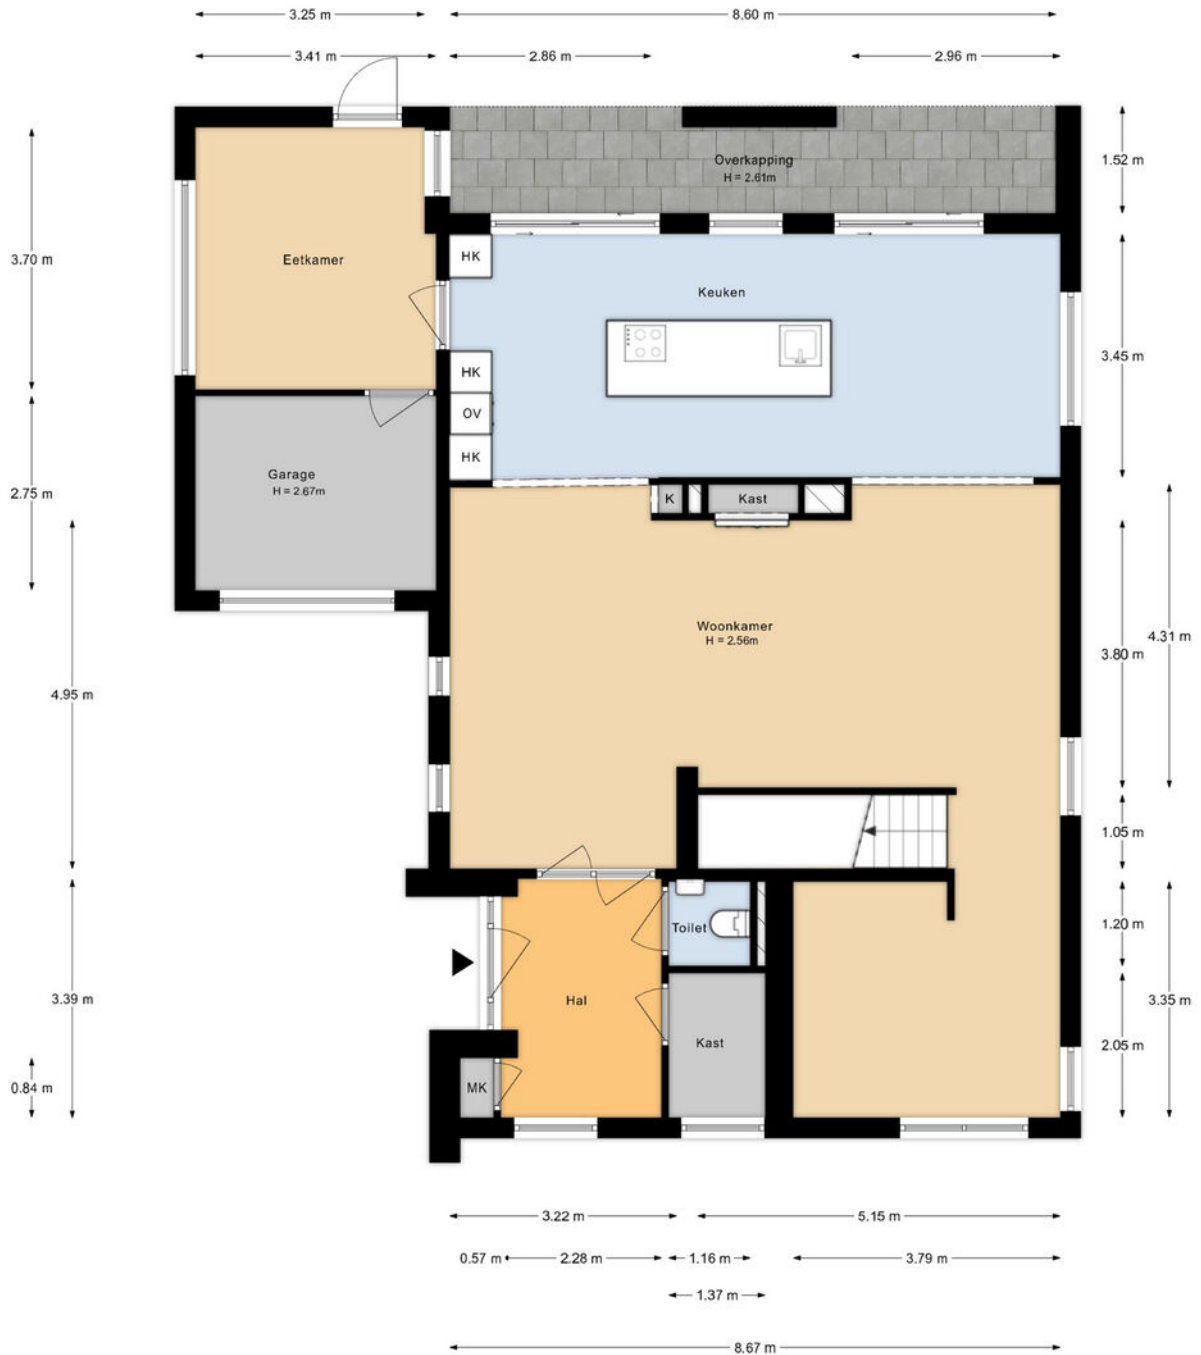 3.25 m
8.60 m
3.41 m
2.86 m
2.96 m
Overkapping
H = 2.61m
1.52 m
HK
Eetkamer
3.70 m
Keuken
3.45 m
HK
OV
HK
Garage
H = 2.67m
2.75 m
K
Kast
Woonkamer
H = 2.56m
4.31 m
3.80 m
4.95 m
1.05 m
Toilet
1.20 m
Hal
3.39 m
3.35 m
Kast
2.05 m
MK
0.84 m
3.22 m
5.15 m
0.57 m
2.28 m
1.16 m
3.79 m
1.37 m
8.67 m